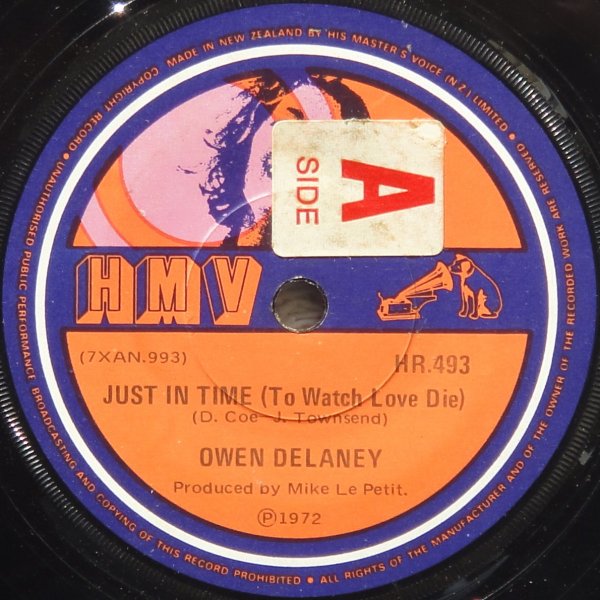 COPYRIGHT RECORD • MADE IN NEW ZEALAND BY HIS MASTER'S VOICE (N.Z.) LIMITED • ALL RIGHTS OF THE MANUFACTURER AND OF THE OWNER OF THE RECORDED WORK ARE RESERVED • UNAUTHORISED PUBLIC PERFORMANCE BROADCASTING AND COPYING OF THIS RECORD PROHIBITED •
A
SIDE
HMV
(7XAN.993)
HR.493
JUST IN TIME (To Watch Love Die)
(D. Coe - J. Townsend)
OWEN DELANEY
Produced by Mike Le Petit.
Ⓟ1972